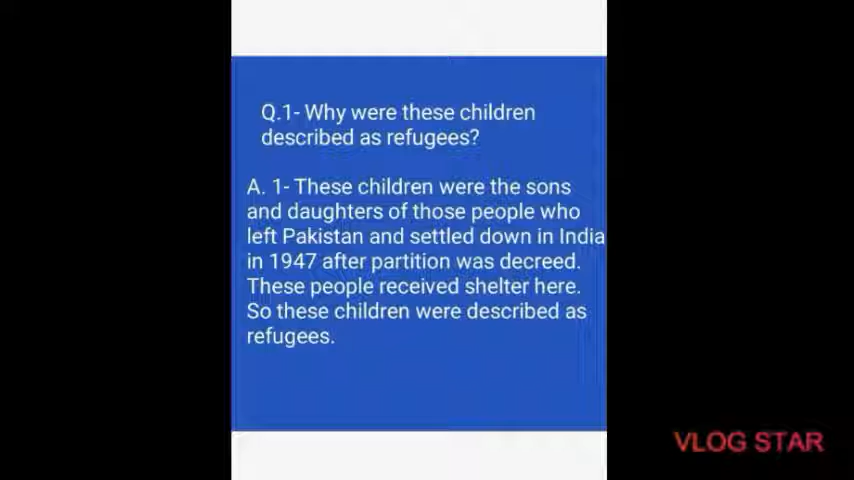 Q.1- Why were these children
described as refugees?
A. 1- These children were the sons
and daughters of those people who
left Pakistan and settled down in India
in 1947 after partition was decreed.
These people received shelter here.
So these children were described as
refugees.
VLOG STAR